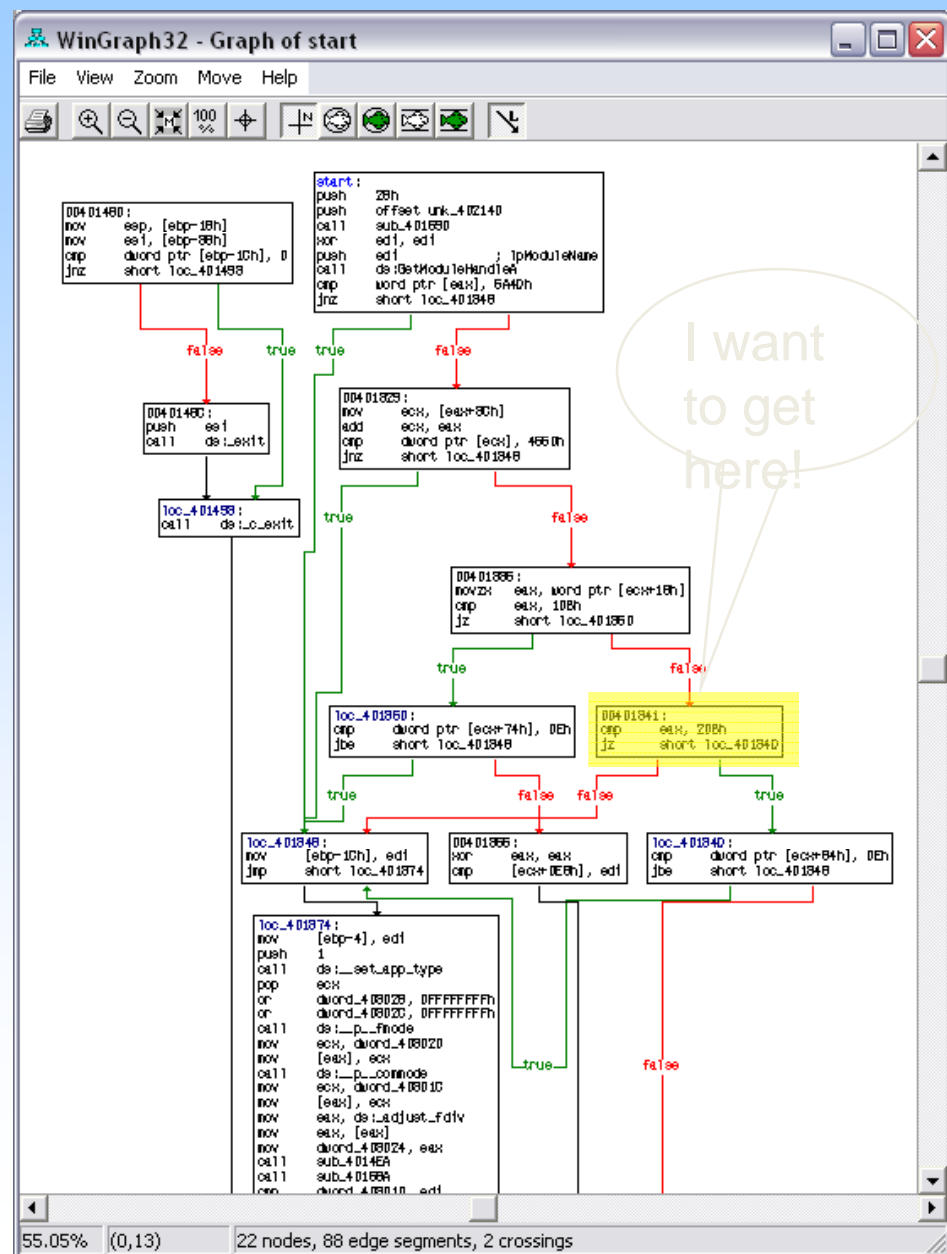 WinGraph32 - Graph of start
File View Zoom Move Help
100 %
N
start:
push 28h
push offset unk_402140
call
xor edi, edi
push edi ; lpModuleName
call ds:GetModuleHandleA
cmp word ptr [eax], 5A4Dh
jnz short loc_401348
00401480:
mov esp, [ebp-18h]
mov esi, [ebp-38h]
cmp dword ptr [ebp-1Ch], 0
jnz short loc_401493
false true true false
I want
to get
here!
00401329:
mov ecx, [eax+3Ch]
add ecx, eax
cmp dword ptr [ecx], 4550h
jnz short loc_401348
0040148C:
push esi
call ds:_exit
loc_401493:
call ds:_c_exit
true false
00401336:
movzx eax, word ptr [ecx+18h]
cmp eax, 10Bh
jz short loc_401360
true false
loc_401360:
cmp dword ptr [ecx+74h], 0Eh
jbe short loc_401348
00401341:
cmp eax, 20Bh
jz short loc_40134D
true false false true
loc_401348:
mov [ebp-1Ch], edi
jmp short loc_401374
00401366:
xor eax, eax
cmp [ecx+0E8h], edi
loc_40134D:
cmp dword ptr [ecx+84h], 0Eh
jbe short loc_401348
loc_401374:
mov [ebp-4], edi
push 1
call ds:__set_app_type
pop ecx
or dword_403028, 0FFFFFFFFh
or dword_40302C, 0FFFFFFFFh
call ds:__p__fmode
mov ecx, dword_403020
mov [eax], ecx
call ds:__p__commode
mov ecx, dword_40301C
mov [eax], ecx
mov eax, ds:_adjust_fdiv
mov eax, [eax]
mov dword_403024, eax
call sub_4014EA
call
cmp dword_403010, edi
true false
55.05% (0,13) 22 nodes, 88 edge segments, 2 crossings